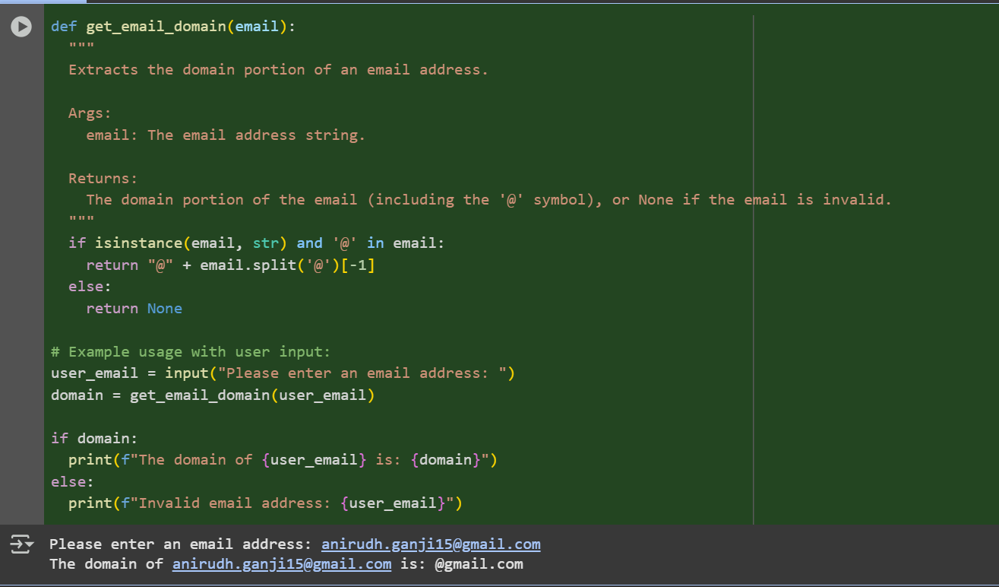 def get_email_domain(email):
  """
  Extracts the domain portion of an email address.

  Args:
    email: The email address string.

  Returns:
    The domain portion of the email (including the '@' symbol), or None if the email is invalid.
  """
  if isinstance(email, str) and '@' in email:
    return "@" + email.split('@')[-1]
  else:
    return None

# Example usage with user input:
user_email = input("Please enter an email address: ")
domain = get_email_domain(user_email)

if domain:
  print(f"The domain of {user_email} is: {domain}")
else:
  print(f"Invalid email address: {user_email}")
Please enter an email address: anirudh.ganji15@gmail.com
The domain of anirudh.ganji15@gmail.com is: @gmail.com